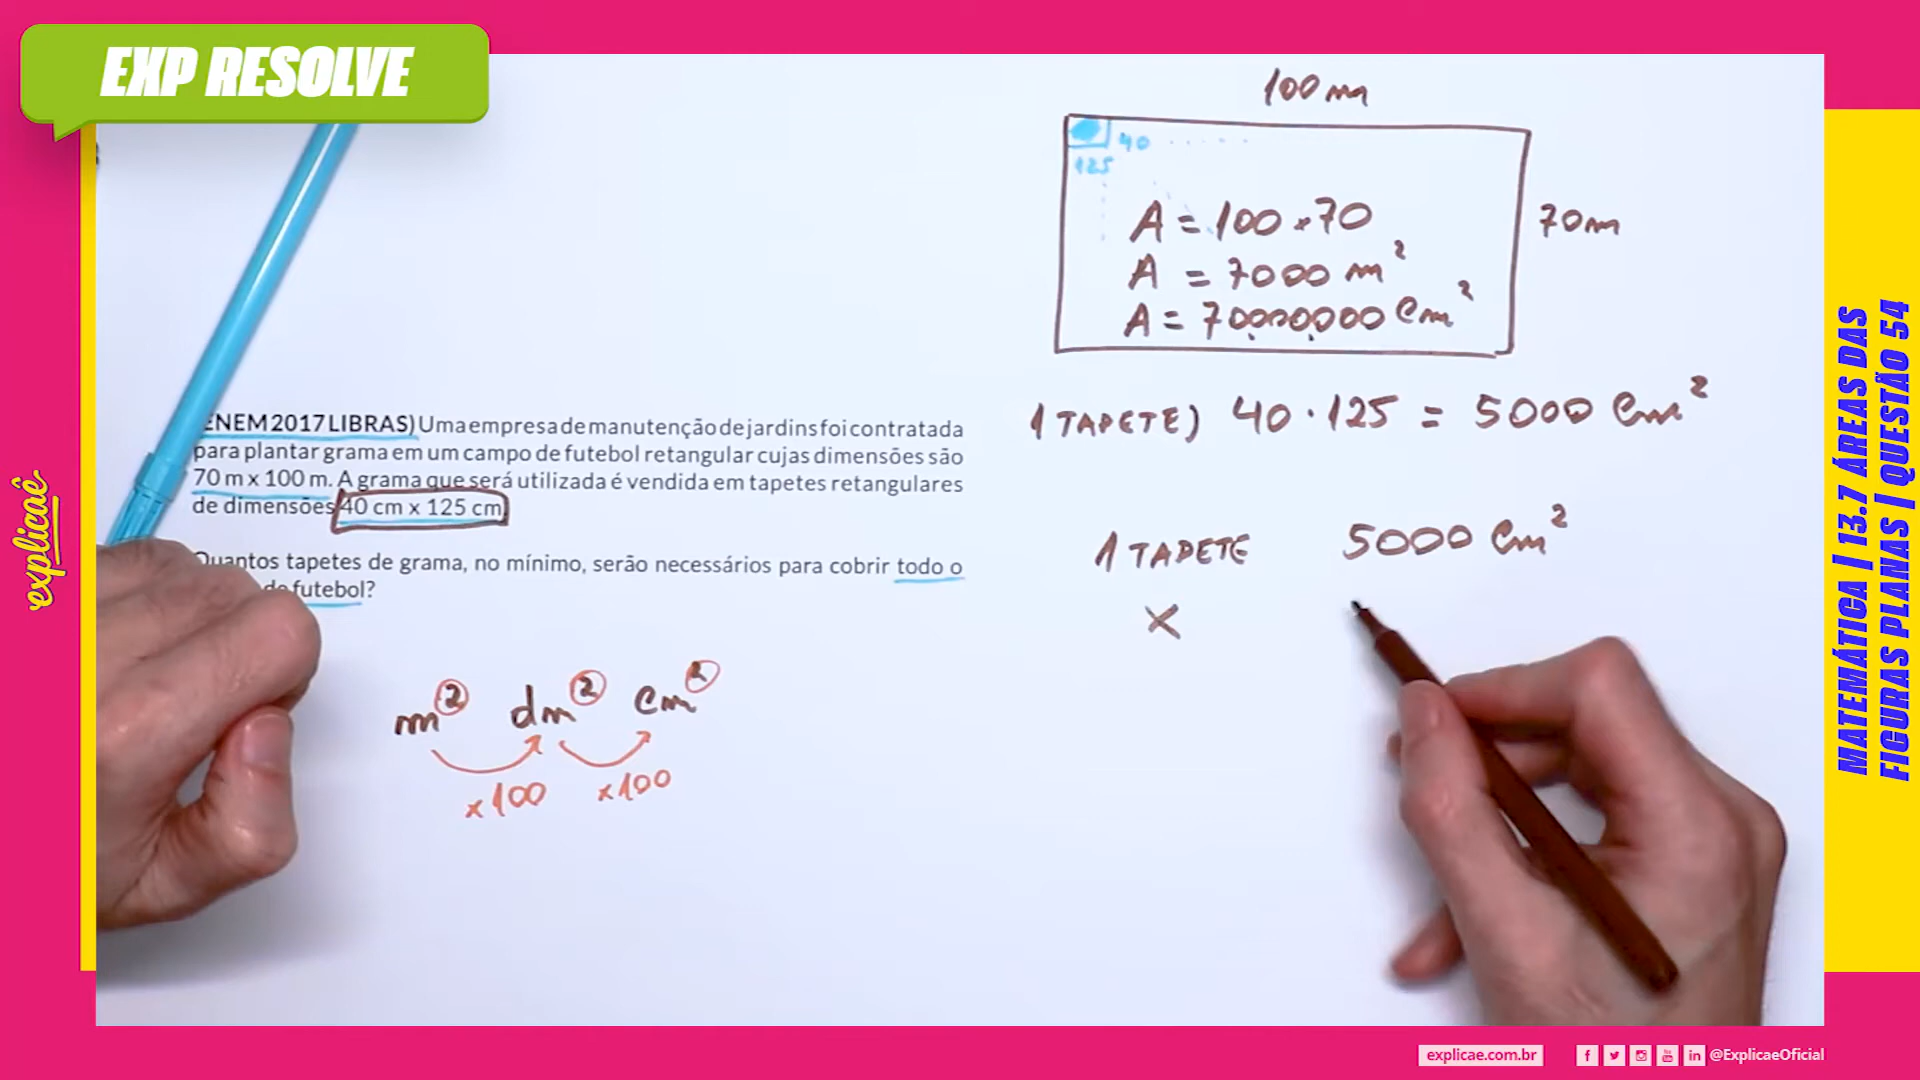 EXP RESOLVE
100 m
40
125
A = 100 × 70
A = 7000 m²
A = 70000000 cm²
70 m
1 TAPETE) 40 · 125 = 5000 cm²
1 TAPETE 5000 cm²
X
ENEM 2017 LIBRAS) Uma empresa de manutenção de jardins foi contratada
para plantar grama em um campo de futebol retangular cujas dimensões são
70 m x 100 m. A grama que será utilizada é vendida em tapetes retangulares
de dimensões 40 cm x 125 cm.
Quantos tapetes de grama, no mínimo, serão necessários para cobrir todo o
de futebol?
m² dm² cm²
x100 x100
explicaê
MATEMÁTICA | 13.7 ÁREAS DAS
FIGURAS PLANAS | QUESTÃO 54
explicae.com.br
@ExplicaeOficial